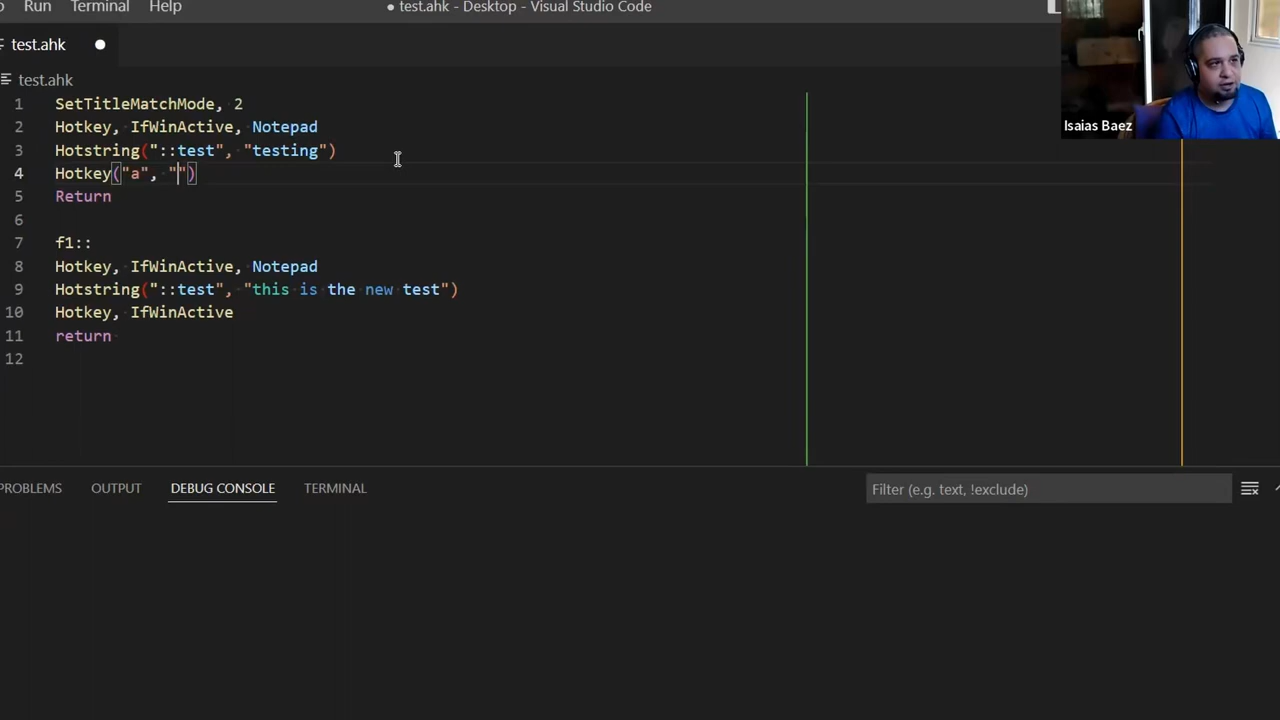 Run Terminal Help ● test.ahk - Desktop - Visual Studio Code
test.ahk ●
test.ahk
Isaias Baez
1 SetTitleMatchMode, 2
2 Hotkey, IfWinActive, Notepad
3 Hotstring("::test", "testing")
4 Hotkey("a", "")
5 Return
6
7 f1::
8 Hotkey, IfWinActive, Notepad
9 Hotstring("::test", "this is the new test")
10 Hotkey, IfWinActive
11 return
12
PROBLEMS OUTPUT DEBUG CONSOLE TERMINAL Filter (e.g. text, !exclude)